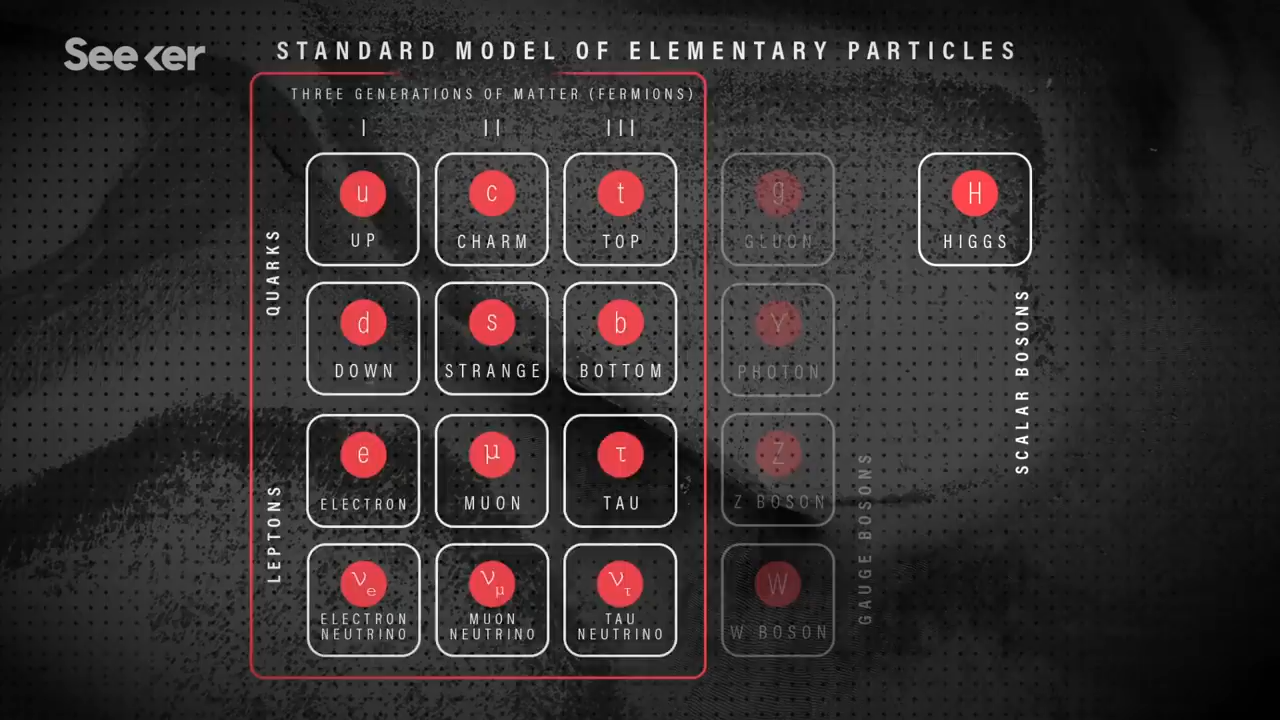 Seeker
STANDARD MODEL OF ELEMENTARY PARTICLES
THREE GENERATIONS OF MATTER (FERMIONS)
I II III
QUARKS
u c t g H
UP CHARM TOP GLUON HIGGS
d s b γ
DOWN STRANGE BOTTOM PHOTON
SCALAR BOSONS
LEPTONS
e μ τ Z
ELECTRON MUON TAU Z BOSON
GAUGE BOSONS
νe νμ ντ W
ELECTRON MUON TAU
NEUTRINO NEUTRINO NEUTRINO W BOSON